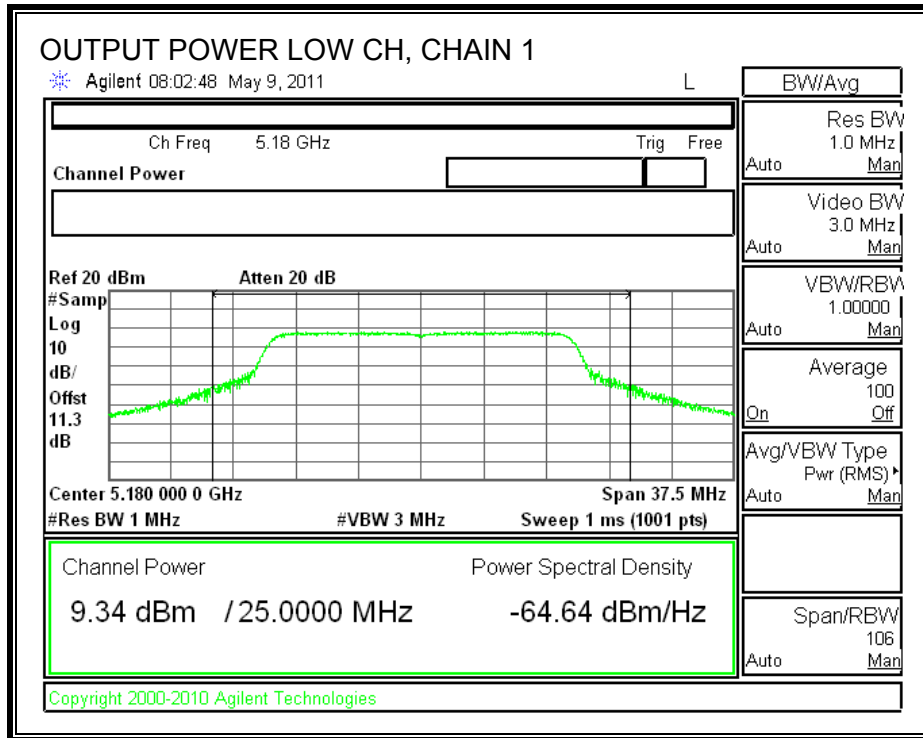 OUTPUT POWER LOW CH, CHAIN 1
Agilent 08:02:48 May 9, 2011 L
BW/Avg
Ch Freq 5.18 GHz Trig Free
Channel Power
Ref 20 dBm Atten 20 dB
#Samp
Log
10
dB/
Offst
11.3
dB
Center 5.180 000 0 GHz Span 37.5 MHz
#Res BW 1 MHz #VBW 3 MHz Sweep 1 ms (1001 pts)
Channel Power Power Spectral Density
9.34 dBm / 25.0000 MHz -64.64 dBm/Hz
Res BW
1.0 MHz
Auto Man
Video BW
3.0 MHz
Auto Man
VBW/RBW
1.00000
Auto Man
Average
100
On Off
Avg/VBW Type
Pwr (RMS)
Auto Man
Span/RBW
106
Auto Man
Copyright 2000-2010 Agilent Technologies